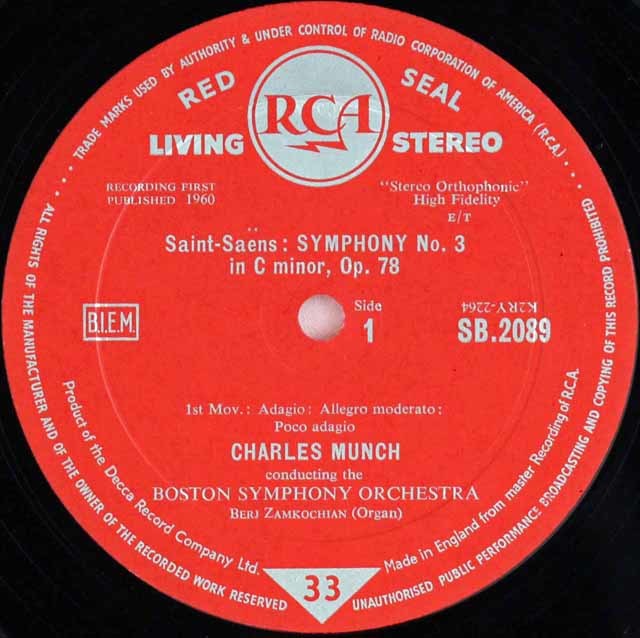 TRADE MARKS USED BY AUTHORITY & UNDER CONTROL OF RADIO CORPORATION OF AMERICA (R.C.A.)
RED SEAL
RCA
LIVING STEREO
RECORDING FIRST
PUBLISHED 1960
"Stereo Orthophonic"
High Fidelity
E/T
Saint-Saëns: SYMPHONY No. 3
in C minor, Op. 78
B.I.E.M.
Side
1
K2RY-2264
SB.2089
1st Mov.: Adagio: Allegro moderato:
Poco adagio
CHARLES MUNCH
conducting the
BOSTON SYMPHONY ORCHESTRA
BERJ ZAMKOCHIAN (Organ)
Product of the Decca Record Company Ltd.
Made in England from master Recording of R.C.A.
33
ALL RIGHTS OF THE MANUFACTURER AND OF THE OWNER OF THE RECORDED WORK RESERVED
UNAUTHORISED PUBLIC PERFORMANCE BROADCASTING AND COPYING OF THIS RECORD PROHIBITED